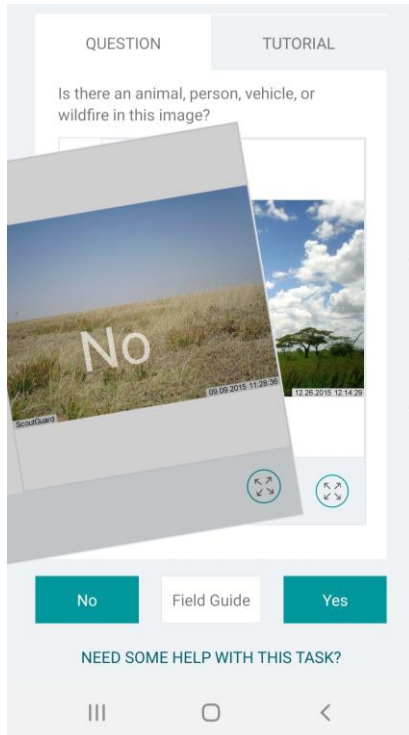 QUESTION TUTORIAL
Is there an animal, person, vehicle, or
wildfire in this image?
No
09.09.2015 11:28:36
12.26.2015 12:14:29
ScoutGuard
No Field Guide Yes
NEED SOME HELP WITH THIS TASK?